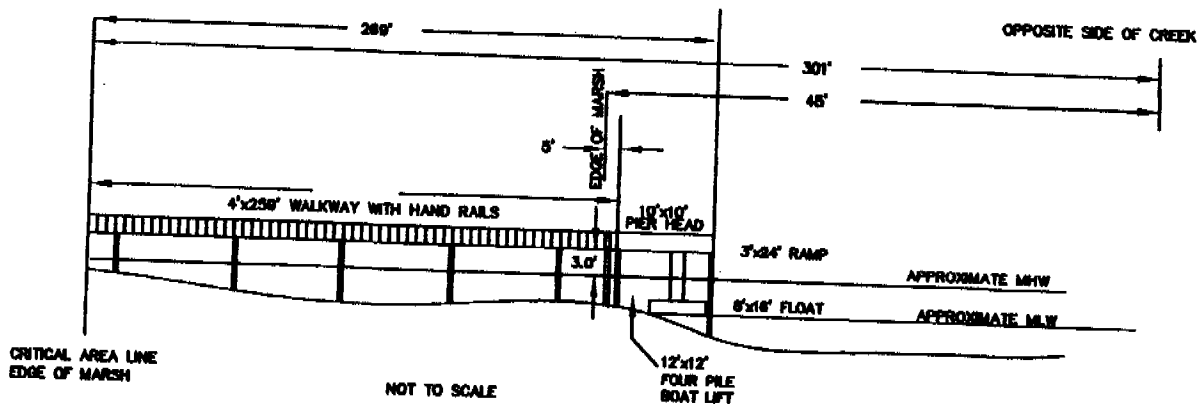 269'
OPPOSITE SIDE OF CREEK
301'
45'
EDGE OF MARSH
5'
4'x259' WALKWAY WITH HAND RAILS
10'x10'
PIER HEAD
3.0'
3'x24' RAMP
APPROXIMATE MHW
8'x16' FLOAT
APPROXIMATE MLW
CRITICAL AREA LINE
EDGE OF MARSH
NOT TO SCALE
12'x12'
FOUR PILE
BOAT LIFT